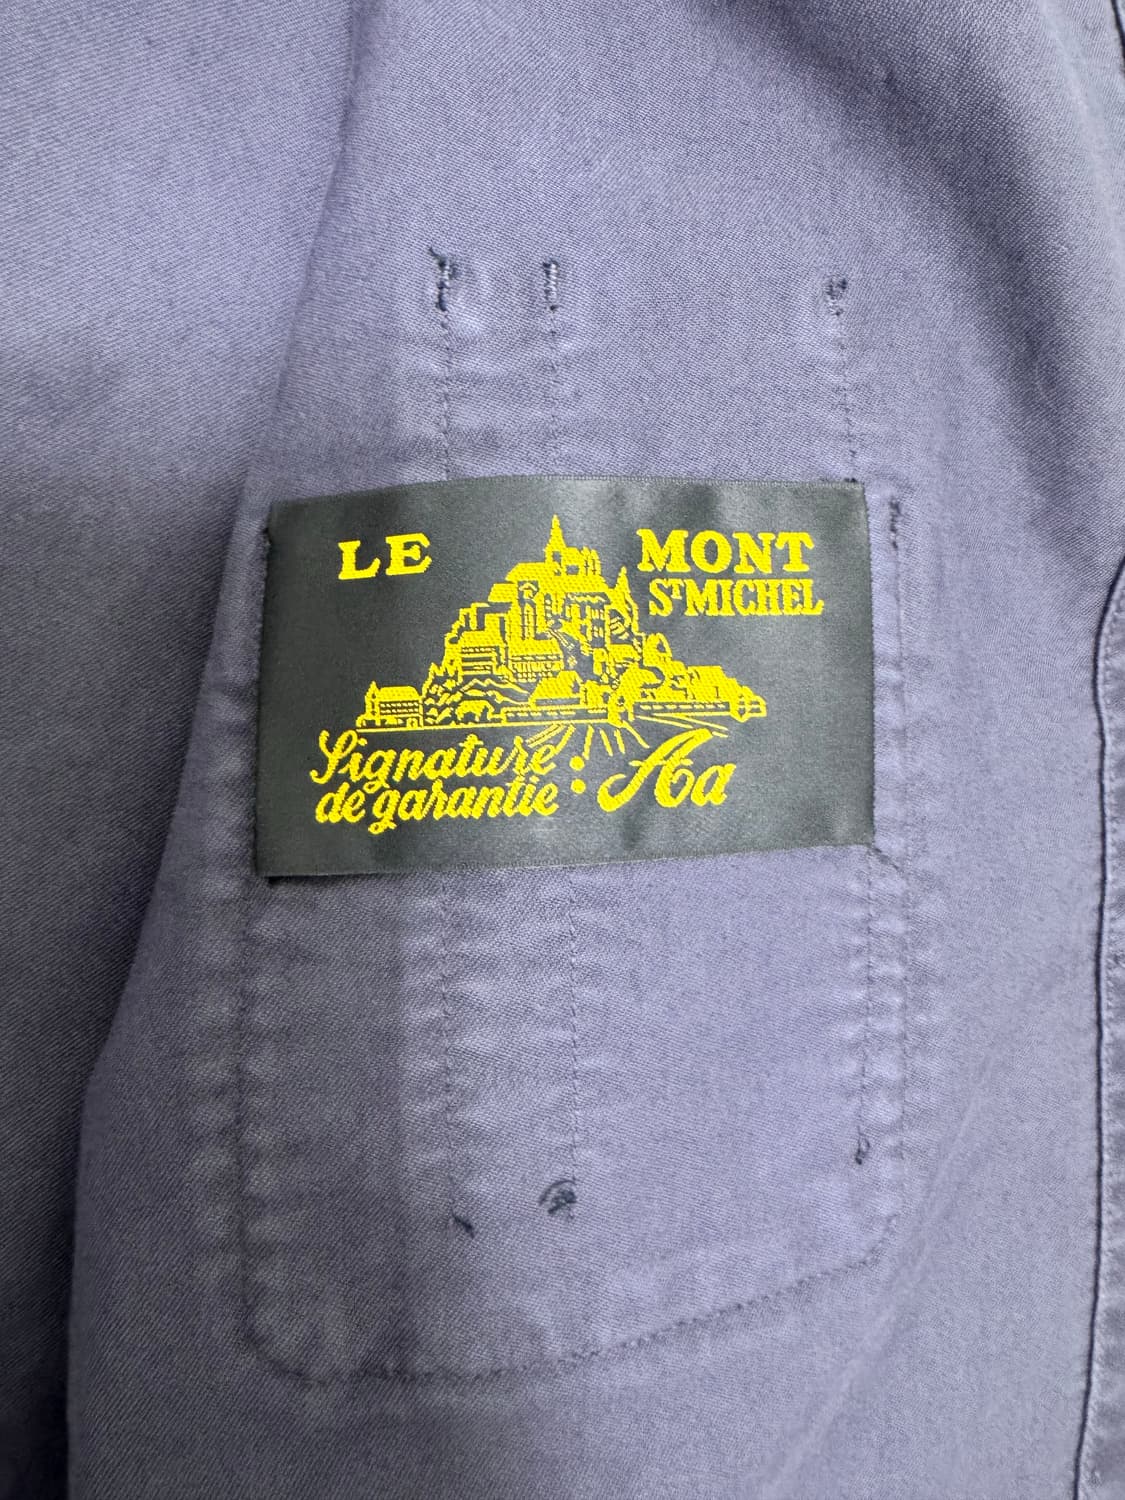 LE MONT
ST MICHEL
Signature
de garantie : Aa